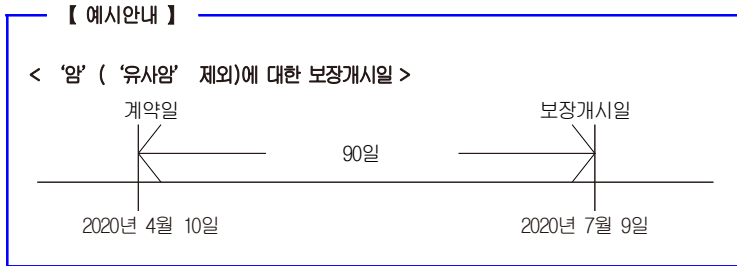 【 예시안내 】
< ‘암’ ( ‘유사암’ 제외)에 대한 보장개시일 >
계약일 보장개시일
90일
2020년 4월 10일 2020년 7월 9일